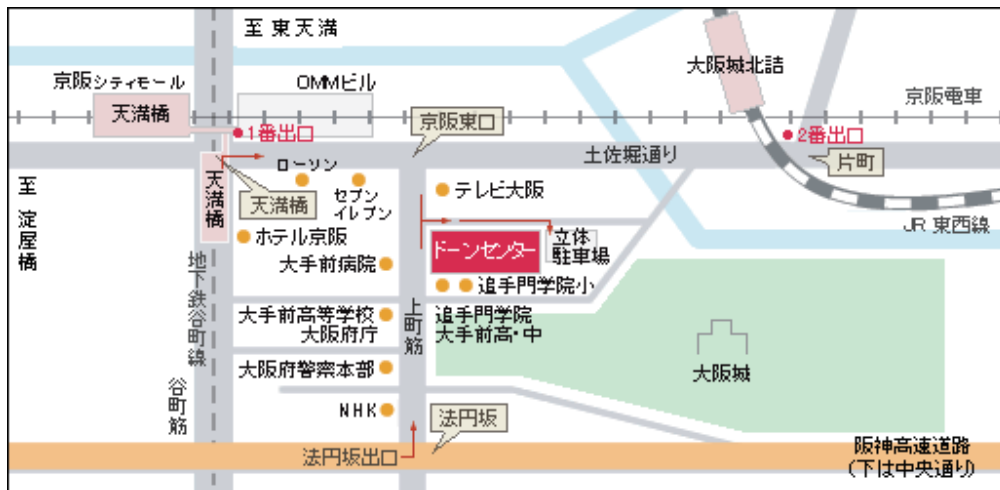 至 東天満
京阪シティモール
OMMビル
大阪城北詰
天満橋
京阪電車
1番出口
京阪東口
2番出口
土佐堀通り
片町
ローソン
天満橋
セブン
イレブン
天満橋
テレビ大阪
至 淀屋橋
JR 東西線
ホテル京阪
ドーンセンター
立体
駐車場
大手前病院
追手門学院小
地下鉄谷町線
大手前高等学校
大阪府庁
上町筋
追手門学院
大手前高・中
大阪府警察本部
大阪城
谷町筋
NHK
法円坂
法円坂出口
阪神高速道路
(下は中央通り)